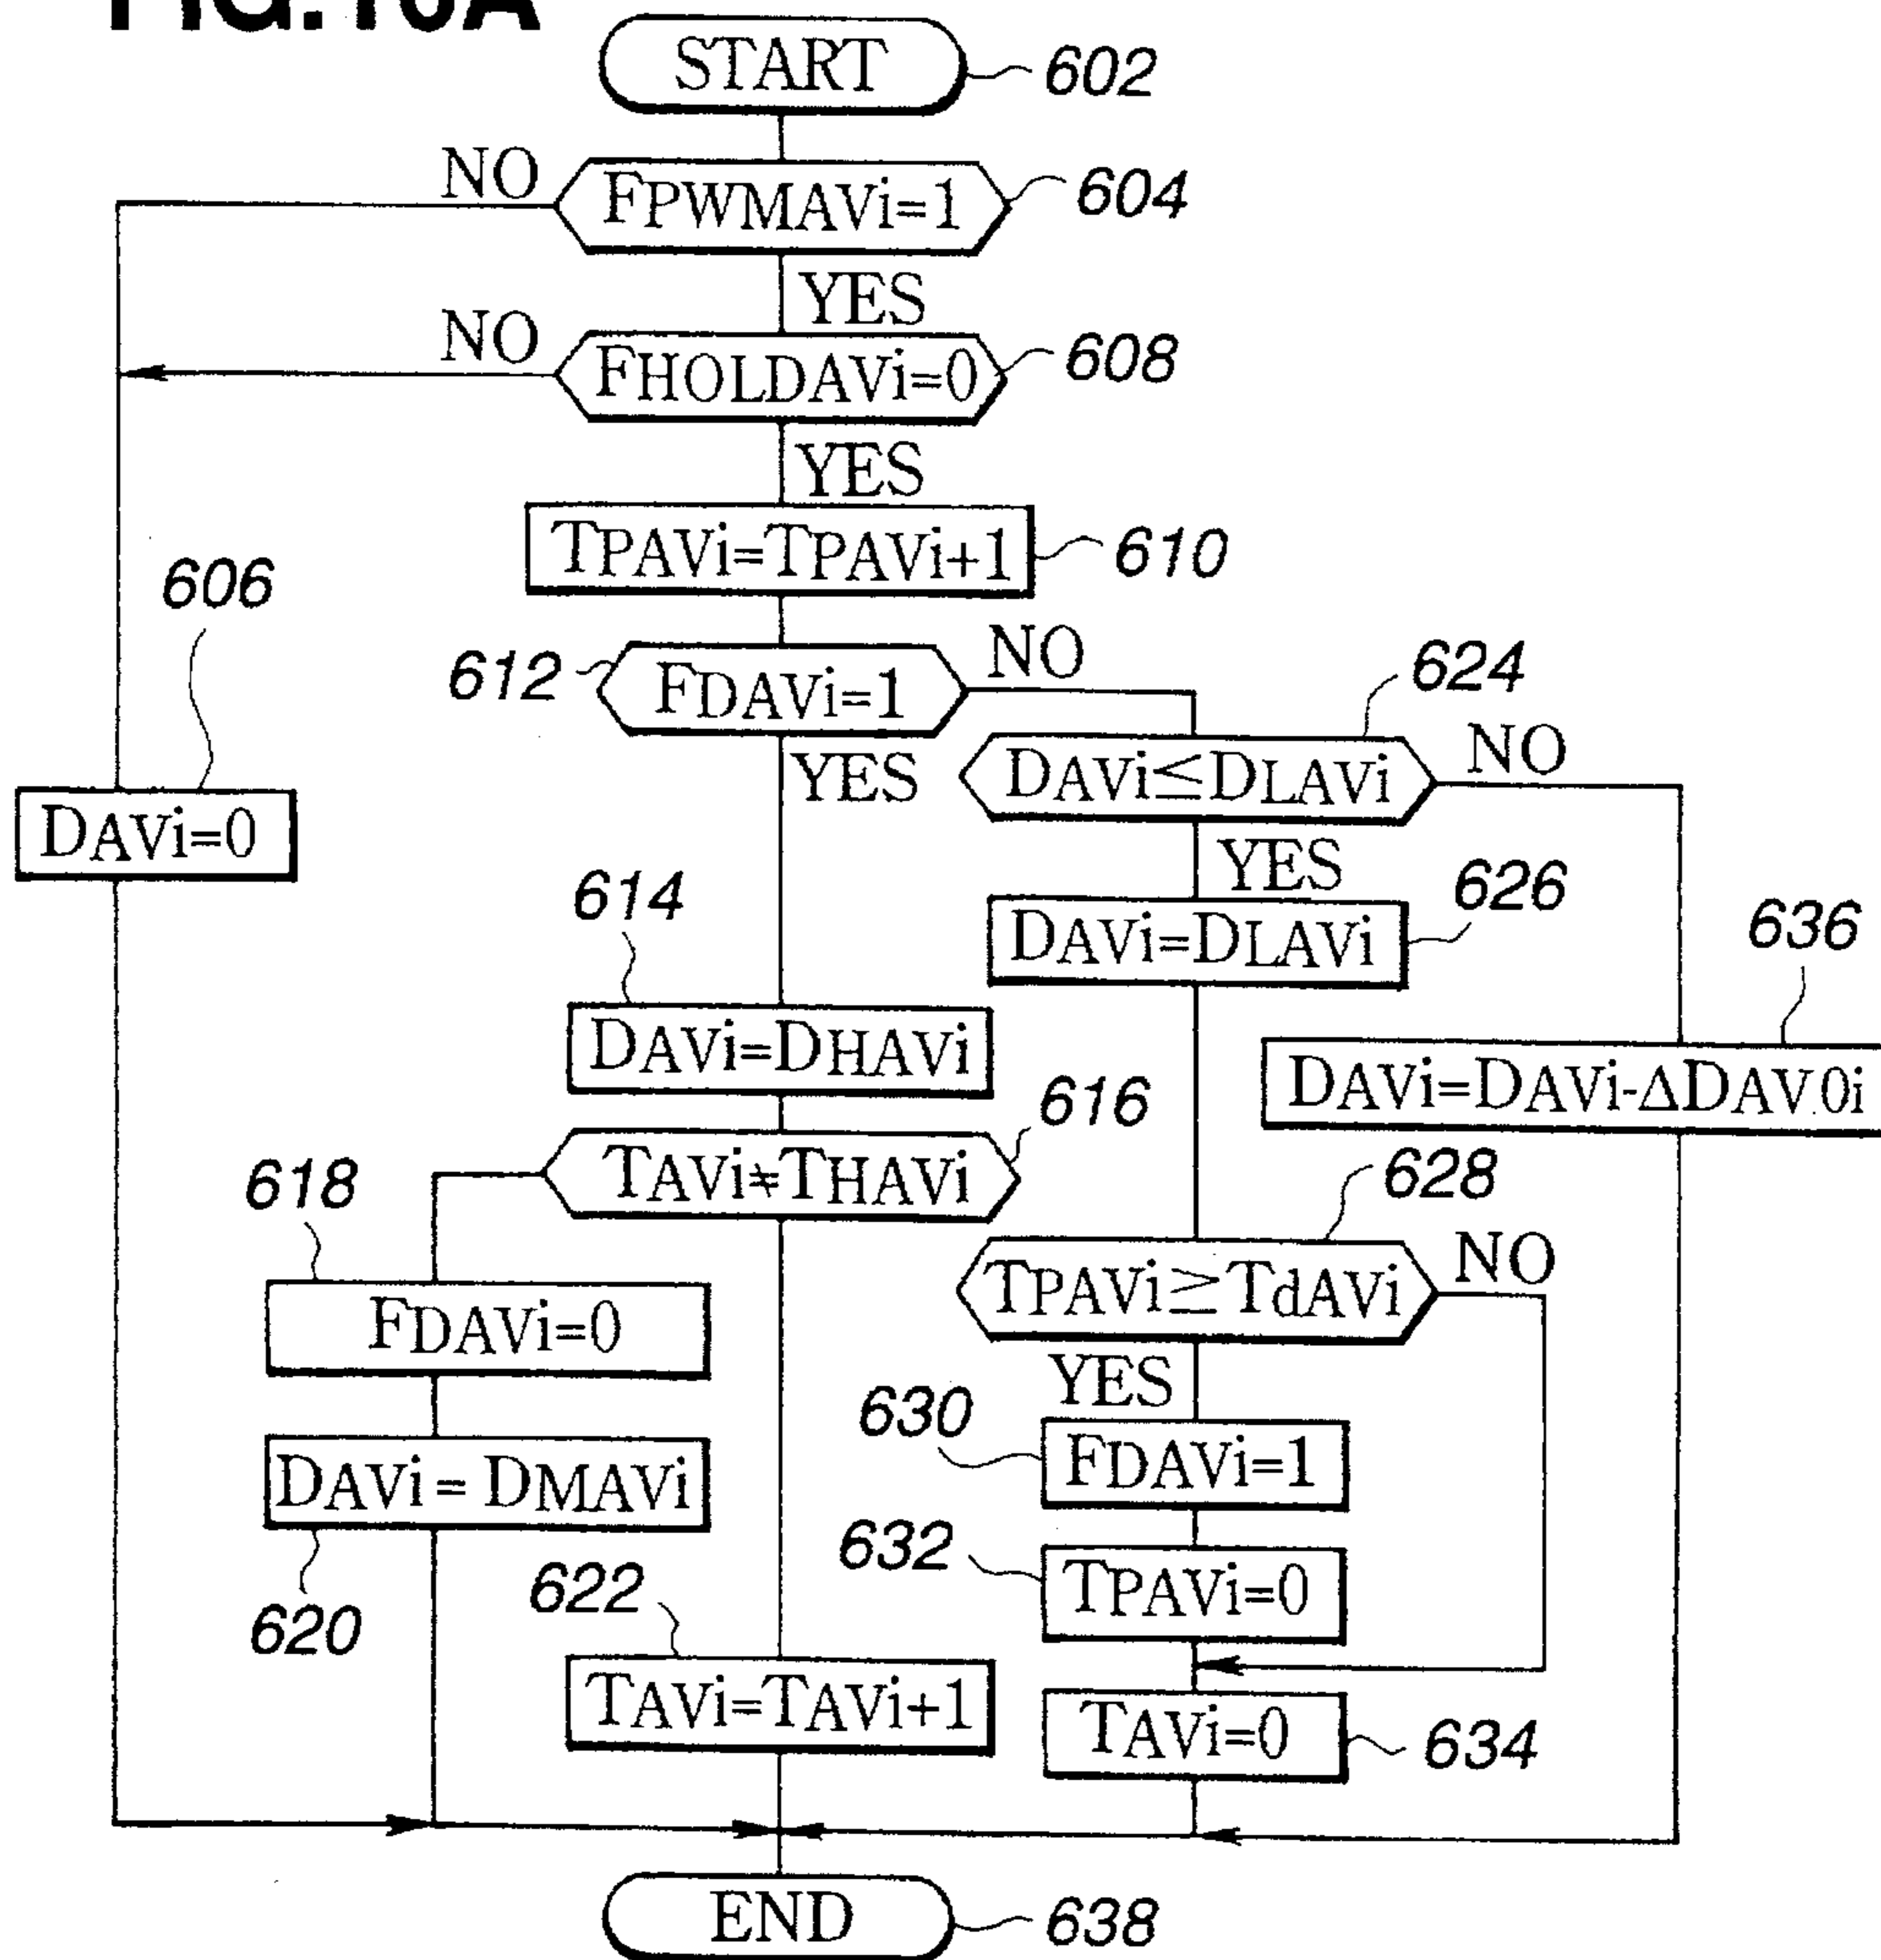 START
602
NO
FPWMAVi=1
604
YES
NO
FHOLDAVi=0
608
YES
TPAVi=TPAVi+1
610
606
612
FDAVi=1
NO
624
YES
DAVi≤DLAVi
NO
DAVi=0
YES
614
626
DAVi=DLAVi
636
DAVi=DHAVi
DAVi=DAVi-ΔDAV.0i
616
618
TAVi≠THAVi
628
TPAVi≥TdAVi
NO
FDAVi=0
YES
630
FDAVi=1
DAVi=DMAVi
632
TPAVi=0
620
622
TAVi=TAVi+1
TAVi=0
634
END
638